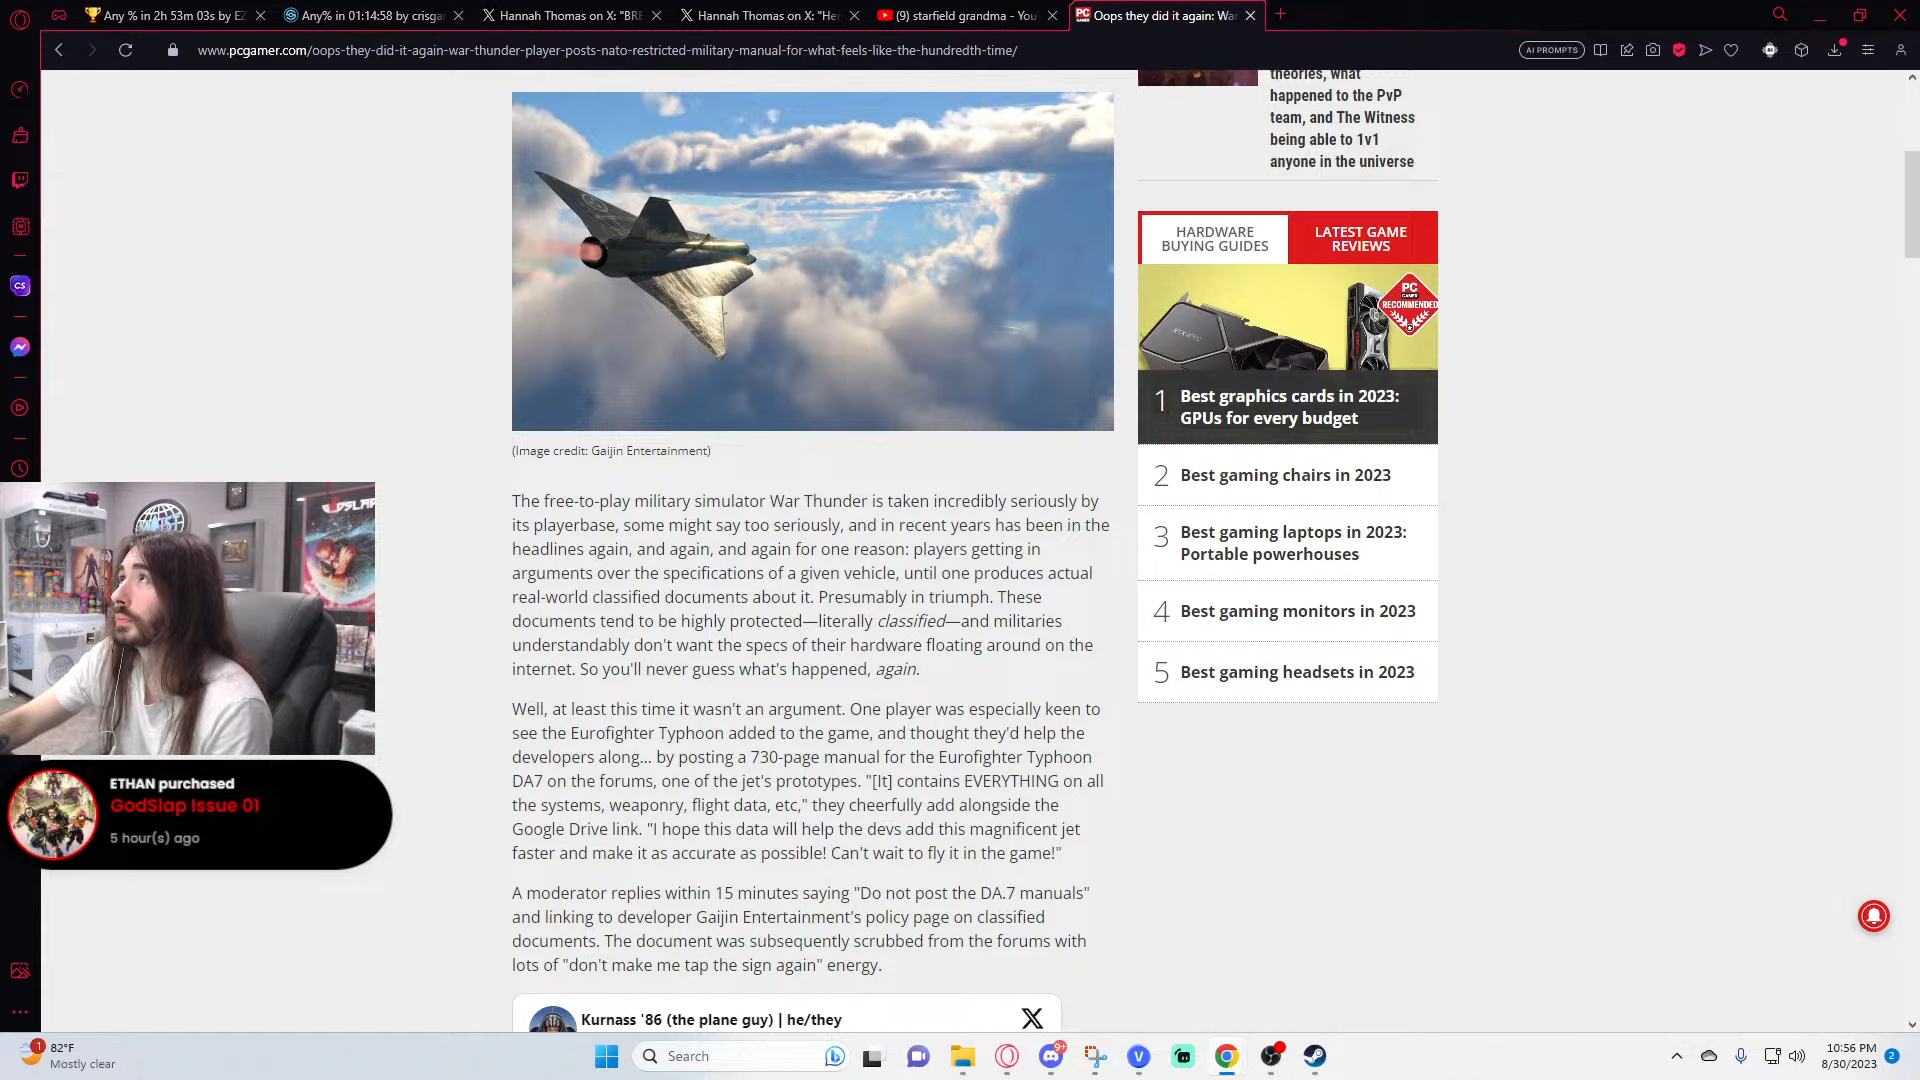 Any % in 2h 53m 03s by EZ
Any% in 01:14:58 by crisga
Hannah Thomas on X: "BRE
Hannah Thomas on X: "He
(9) starfield grandma - You
Oops they did it again: War
www.pcgamer.com/oops-they-did-it-again-war-thunder-player-posts-nato-restricted-military-manual-for-what-feels-like-the-hundredth-time/
AI PROMPTS
theories, what
happened to the PvP
team, and The Witness
being able to 1v1
anyone in the universe
(Image credit: Gaijin Entertainment)
HARDWARE
BUYING GUIDES
LATEST GAME
REVIEWS
PC
GAMER
RECOMMENDED
1 Best graphics cards in 2023:
GPUs for every budget
2 Best gaming chairs in 2023
3 Best gaming laptops in 2023:
Portable powerhouses
4 Best gaming monitors in 2023
5 Best gaming headsets in 2023
The free-to-play military simulator War Thunder is taken incredibly seriously by
its playerbase, some might say too seriously, and in recent years has been in the
headlines again, and again, and again for one reason: players getting in
arguments over the specifications of a given vehicle, until one produces actual
real-world classified documents about it. Presumably in triumph. These
documents tend to be highly protected—literally classified—and militaries
understandably don't want the specs of their hardware floating around on the
internet. So you'll never guess what's happened, again.
Well, at least this time it wasn't an argument. One player was especially keen to
see the Eurofighter Typhoon added to the game, and thought they'd help the
developers along... by posting a 730-page manual for the Eurofighter Typhoon
DA7 on the forums, one of the jet's prototypes. "[It] contains EVERYTHING on all
the systems, weaponry, flight data, etc," they cheerfully add alongside the
Google Drive link. "I hope this data will help the devs add this magnificent jet
faster and make it as accurate as possible! Can't wait to fly it in the game!"
A moderator replies within 15 minutes saying "Do not post the DA.7 manuals"
and linking to developer Gaijin Entertainment's policy page on classified
documents. The document was subsequently scrubbed from the forums with
lots of "don't make me tap the sign again" energy.
Kurnass '86 (the plane guy) | he/they
CS
MOIST
ETHAN purchased
GodSlap Issue 01
5 hour(s) ago
1
82°F
Mostly clear
Search
9+
10:56 PM
8/30/2023
2